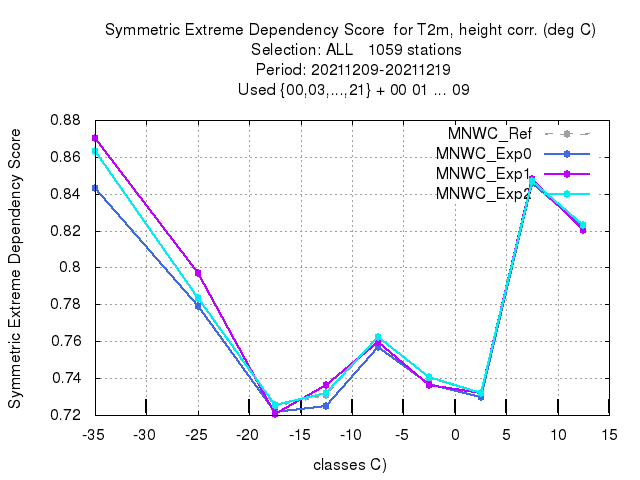 Symmetric Extreme Dependency Score  for T2m, height corr. (deg C)
Selection: ALL   1059 stations
Period: 20211209-20211219
Used {00,03,...,21} + 00 01 ... 09
Symmetric Extreme Dependency Score
0.88
0.86
0.84
0.82
0.8
0.78
0.76
0.74
0.72
MNWC_Ref
MNWC_Exp0
MNWC_Exp1
MNWC_Exp2
-35 -30 -25 -20 -15 -10 -5 0 5 10 15
classes C)